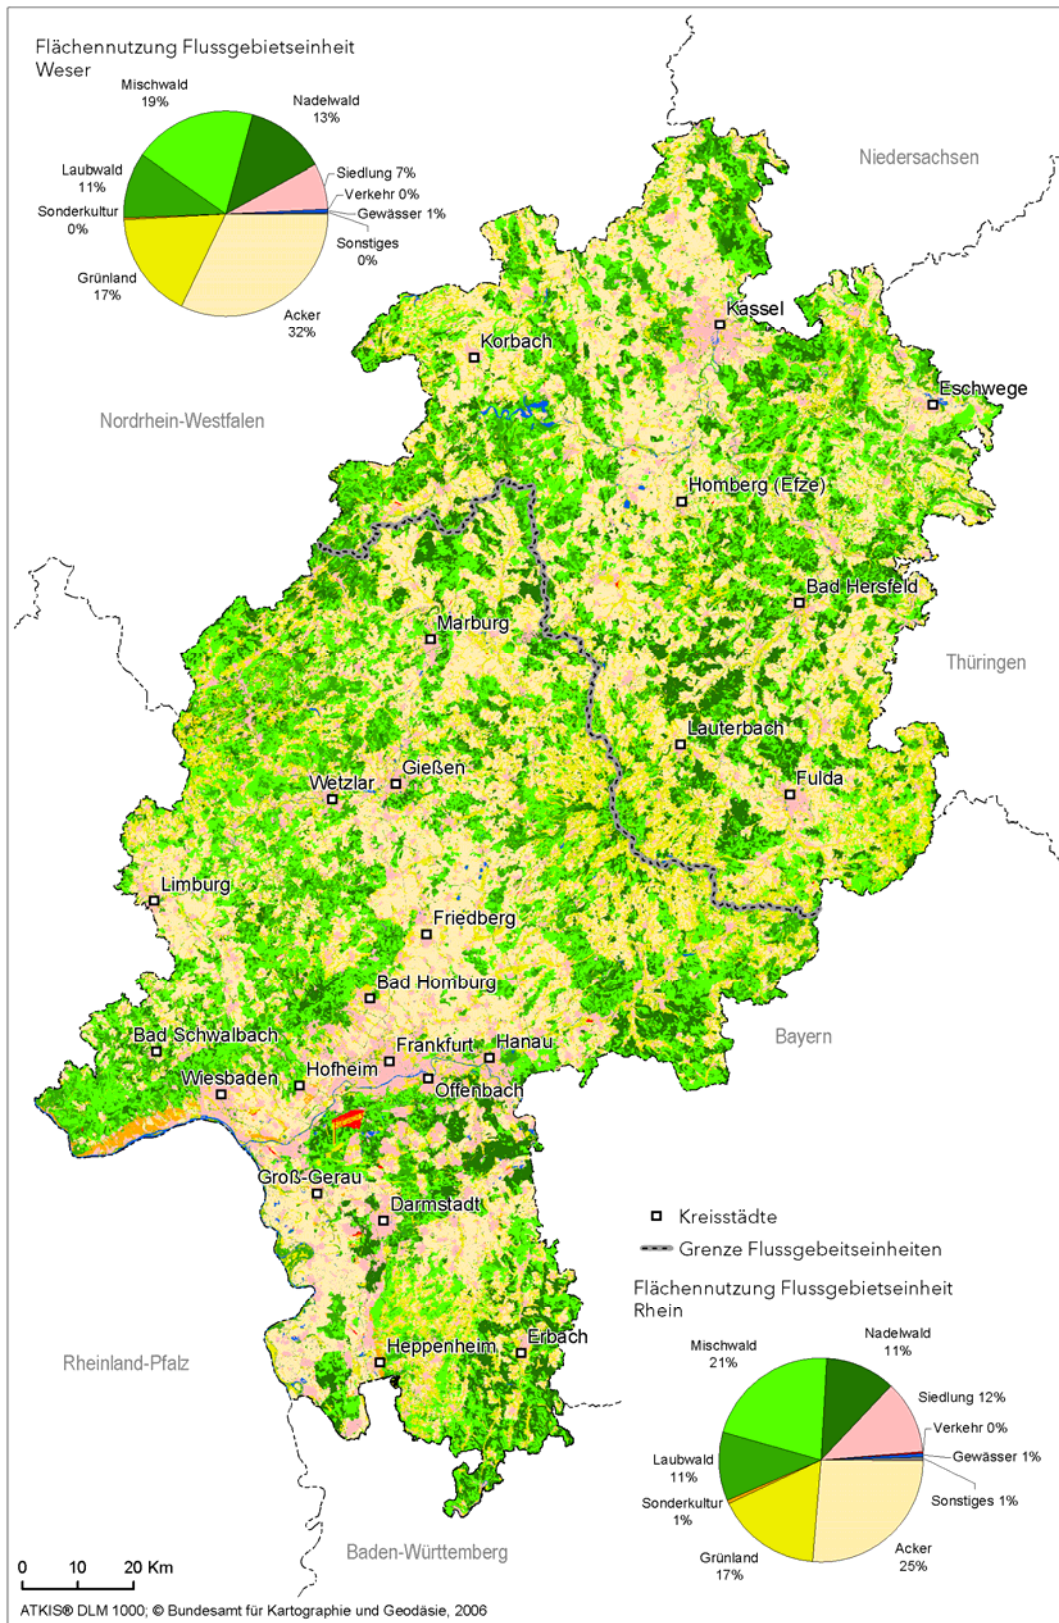 Flächennutzung Flussgebietseinheit
Weser
Mischwald
19%
Nadelwald
13%
Laubwald
11%
Siedlung 7%
Verkehr 0%
Sonderkultur
0%
Gewässer 1%
Sonstiges
0%
Grünland
17%
Acker
32%
Niedersachsen
Kassel
Korbach
Eschwege
Nordrhein-Westfalen
Homberg (Efze)
Bad Hersfeld
Marburg
Thüringen
Lauterbach
Gießen
Wetzlar
Fulda
Limburg
Friedberg
Bad Homburg
Bayern
Bad Schwalbach
Frankfurt
Hanau
Hofheim
Wiesbaden
Offenbach
Groß-Gerau
Darmstadt
Kreisstädte
Grenze Flussgebeitseinheiten
Flächennutzung Flussgebietseinheit
Rhein
Heppenheim
Erbach
Rheinland-Pfalz
Mischwald
21%
Nadelwald
11%
Siedlung 12%
Verkehr 0%
Laubwald
11%
Gewässer 1%
Sonderkultur
1%
Sonstiges 1%
Grünland
17%
Acker
25%
Baden-Württemberg
0 10 20 Km
ATKIS® DLM 1000; © Bundesamt für Kartographie und Geodäsie, 2006